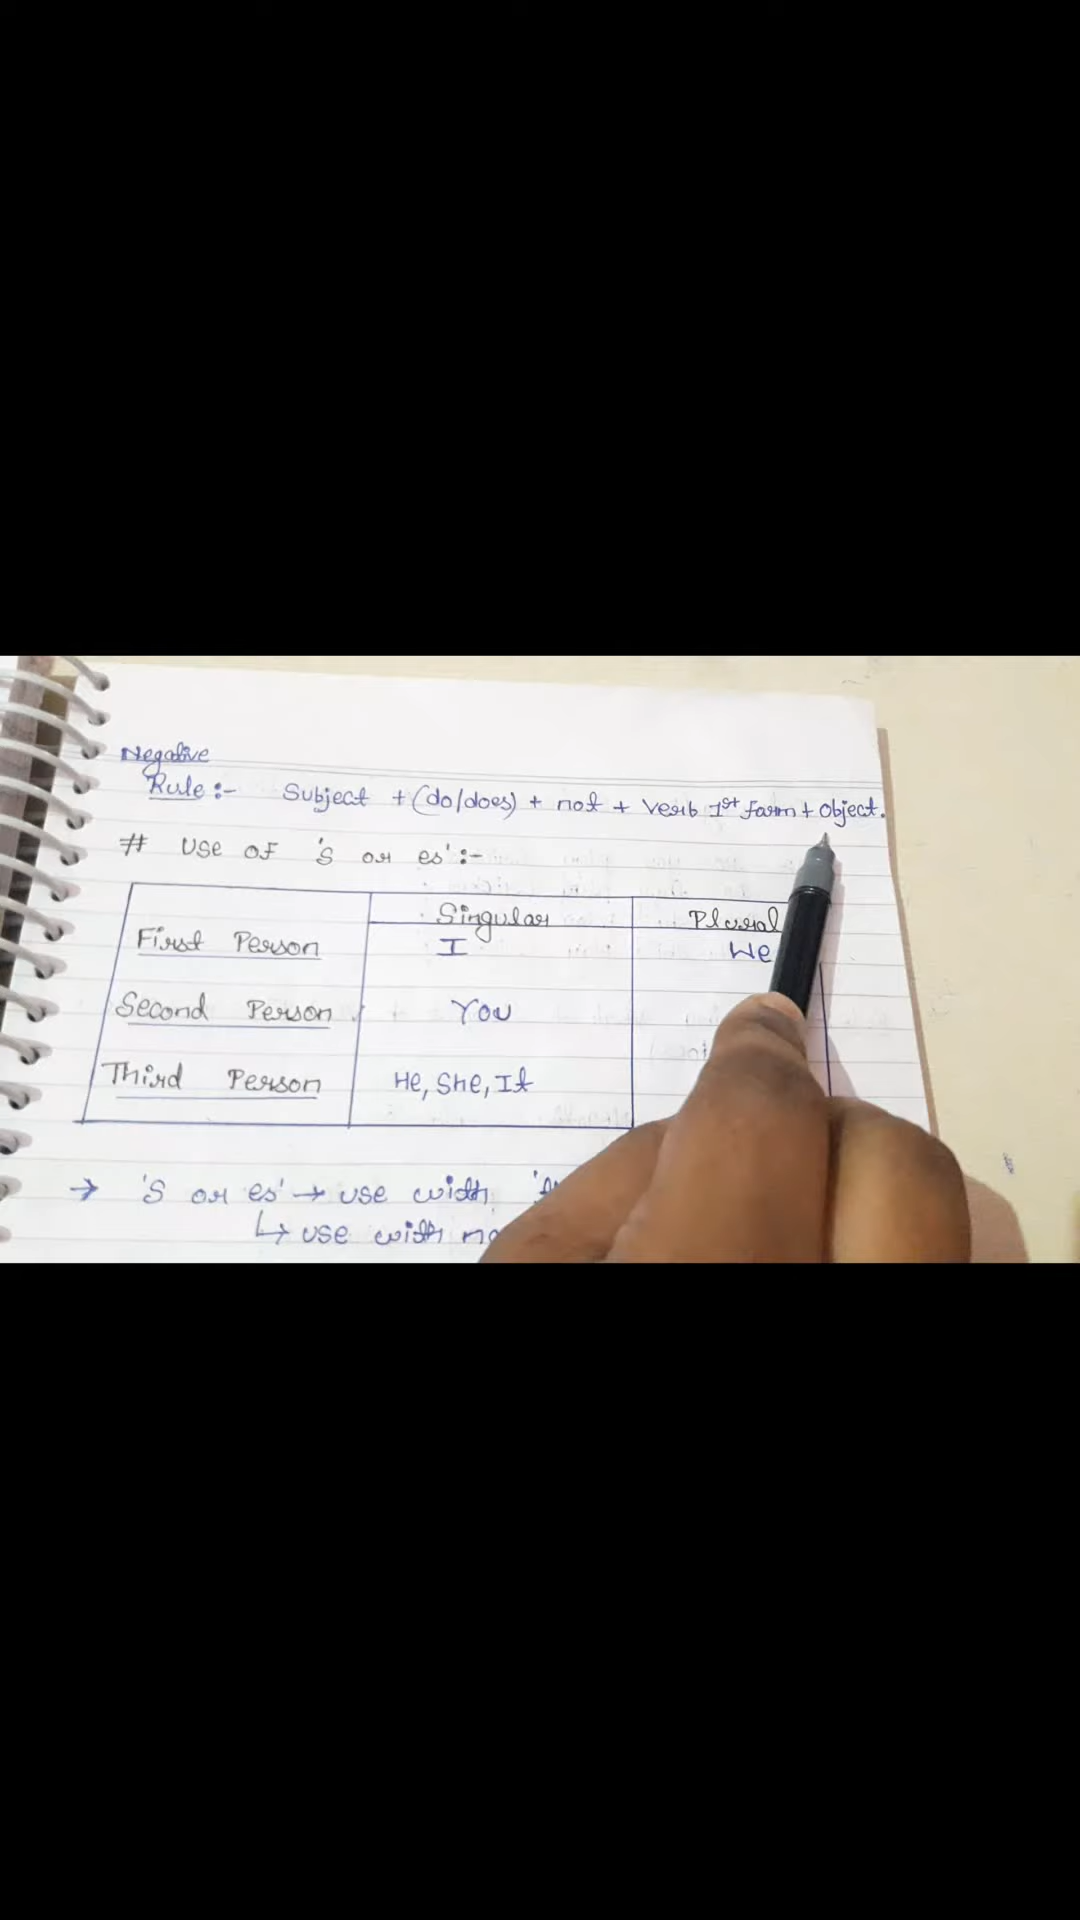 Negative
Rule :- Subject + (do/does) + not + Verb 1st form + Object.
# Use of 's or es' :-
Singular Plural
First Person I We
Second Person You
Third Person He, She, It
→ 's or es' → use with
↳ use with